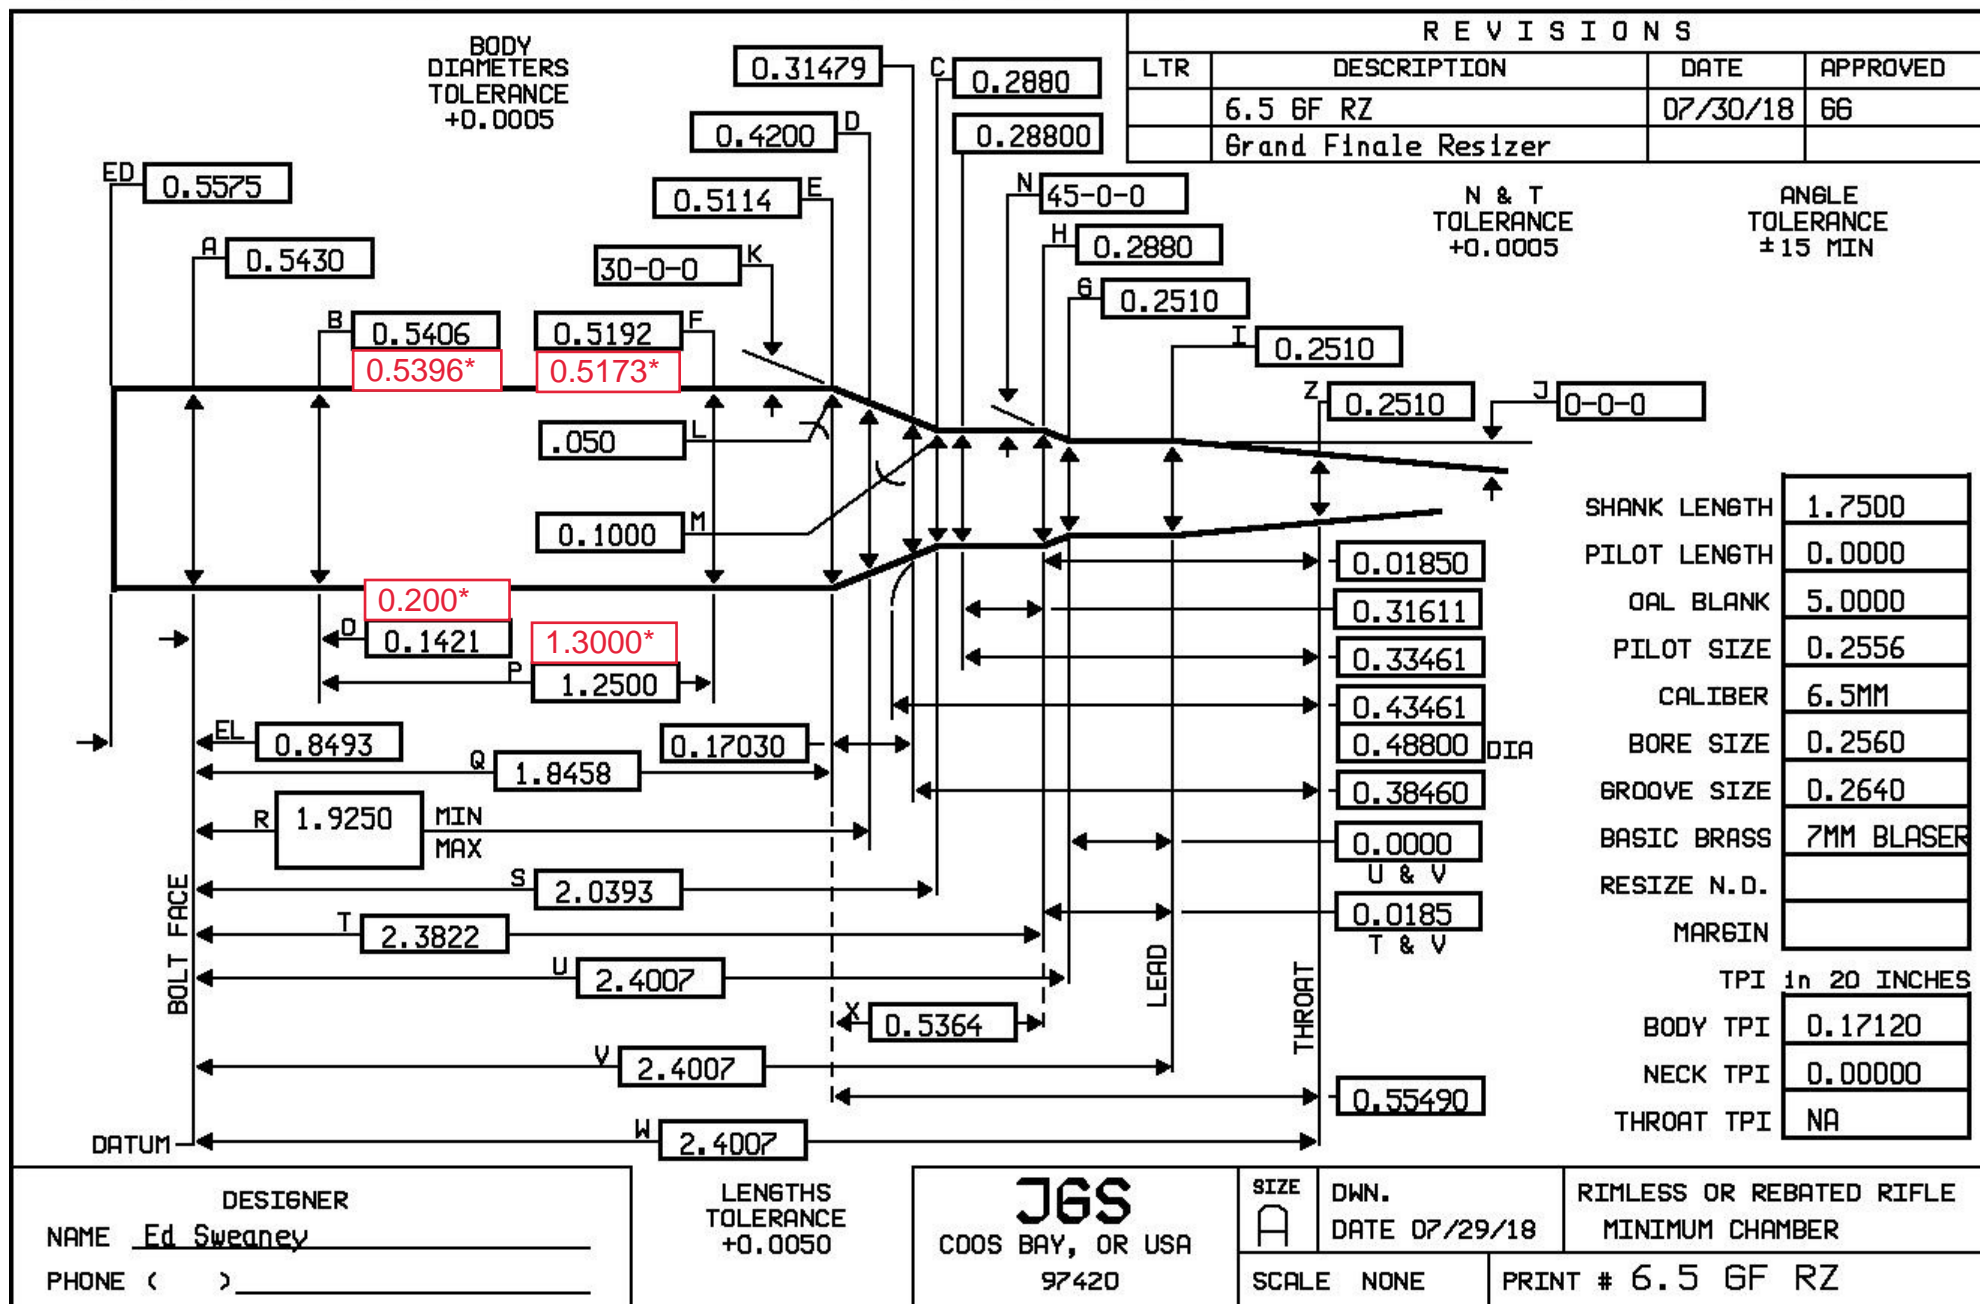 REVISIONS
LTR DESCRIPTION DATE APPROVED
6.5 GF RZ 07/30/18 GG
Grand Finale Resizer
BODY
DIAMETERS
TOLERANCE
+0.0005
N & T
TOLERANCE
+0.0005
ANGLE
TOLERANCE
±15 MIN
0.31479
C 0.2880
0.4200 D
0.28800
ED 0.5575
0.5114 E
N 45-0-0
A 0.5430
30-0-0 K
H 0.2880
G 0.2510
B 0.5406
0.5396*
0.5192 F
0.5173*
I 0.2510
Z 0.2510
J 0-0-0
.050 L
0.1000 M
0.200*
O 0.1421
1.3000*
P 1.2500
0.01850
0.31611
0.33461
0.43461
0.48800 DIA
0.38460
0.0000
U & V
0.0185
T & V
EL 0.8493
0.17030
Q 1.8458
R 1.9250 MIN
MAX
S 2.0393
T 2.3822
U 2.4007
X 0.5364
V 2.4007
0.55490
W 2.4007
BOLT FACE
LEAD
THROAT
DATUM
SHANK LENGTH 1.7500
PILOT LENGTH 0.0000
OAL BLANK 5.0000
PILOT SIZE 0.2556
CALIBER 6.5MM
BORE SIZE 0.2560
GROOVE SIZE 0.2640
BASIC BRASS 7MM BLASER
RESIZE N.D.
MARGIN
TPI in 20 INCHES
BODY TPI 0.17120
NECK TPI 0.00000
THROAT TPI NA
DESIGNER
NAME Ed Sweaney
PHONE ( )
LENGTHS
TOLERANCE
+0.0050
JGS
COOS BAY, OR USA
97420
SIZE
A
DWN.
DATE 07/29/18
RIMLESS OR REBATED RIFLE
MINIMUM CHAMBER
SCALE NONE
PRINT # 6.5 GF RZ